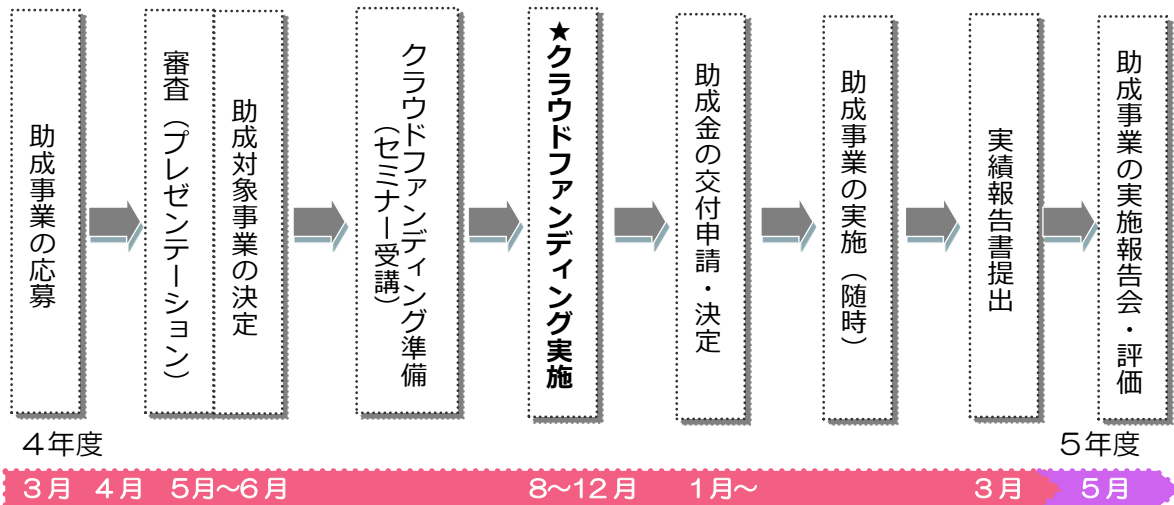 助成事業の応募
審査（プレゼンテーション）
助成対象事業の決定
クラウドファンディング準備
（セミナー受講）
★クラウドファンディング実施
助成金の交付申請・決定
助成事業の実施（随時）
実績報告書提出
助成事業の実施報告会・評価
４年度
５年度
３月 ４月 ５月～６月 ８～１２月 １月～ ３月 ５月